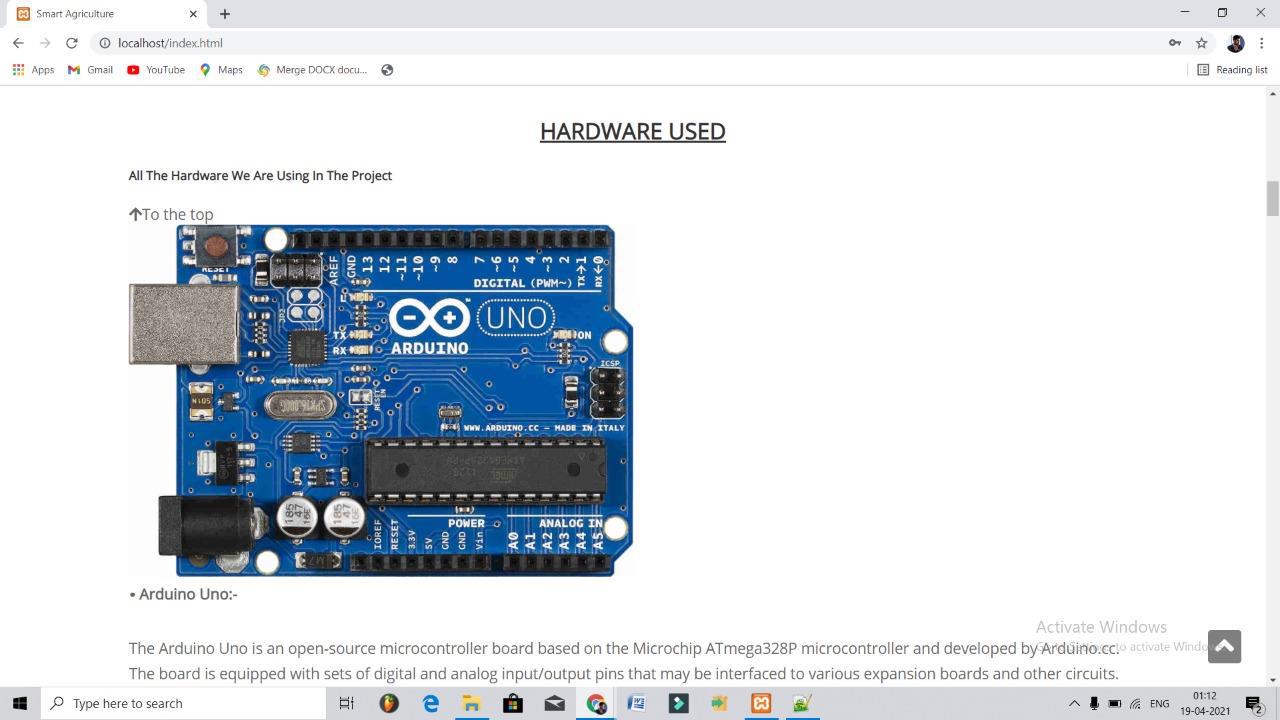 Smart Agriculture
localhost/index.html
Apps Gmail YouTube Maps Merge DOCX docu... Reading list
HARDWARE USED
All The Hardware We Are Using In The Project
To the top
RESET
AREF
GND
13
12
~11
~10
~9
8
7
~6
~5
4
~3
2
TX→1
RX←0
DIGITAL (PWM~)
UNO
TX
RX
ARDUINO
ON
ICSP
RESET
EN
WWW.ARDUINO.CC – MADE IN ITALY
POWER
ANALOG IN
IOREF
RESET
3.3V
5V
GND
GND
Vin
A0
A1
A2
A3
A4
A5
• Arduino Uno:-
The Arduino Uno is an open-source microcontroller board based on the Microchip ATmega328P microcontroller and developed by Arduino.cc.
The board is equipped with sets of digital and analog input/output pins that may be interfaced to various expansion boards and other circuits.
Activate Windows
to activate Windo
Type here to search
ENG
01:12
19-04-2021
2